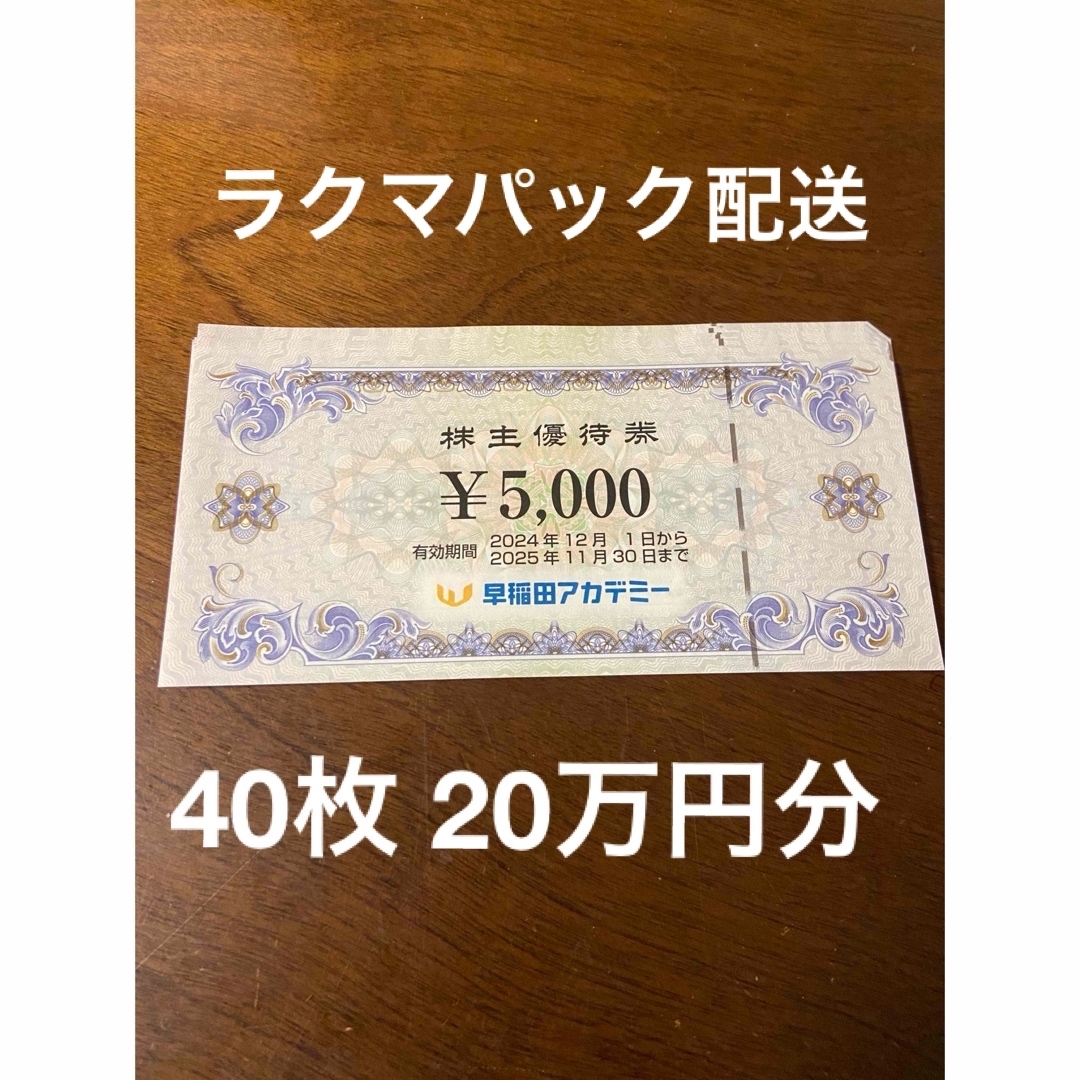 ラクマパック配送
株主優待券
￥5,000
有効期間 2024年12月 1日から
2025年11月30日まで
早稲田アカデミー
40枚 20万円分